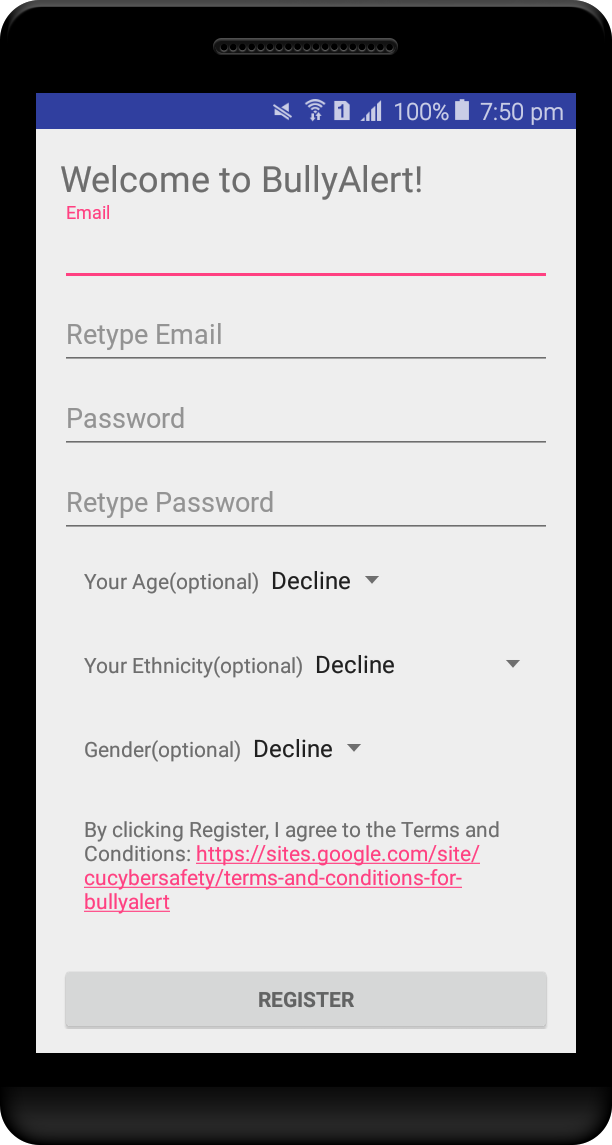 1 100% 7:50 pm
Welcome to BullyAlert!
Email
Retype Email
Password
Retype Password
Your Age(optional) Decline
Your Ethnicity(optional) Decline
Gender(optional) Decline
By clicking Register, I agree to the Terms and
Conditions: https://sites.google.com/site/
cucybersafety/terms-and-conditions-for-
bullyalert
REGISTER